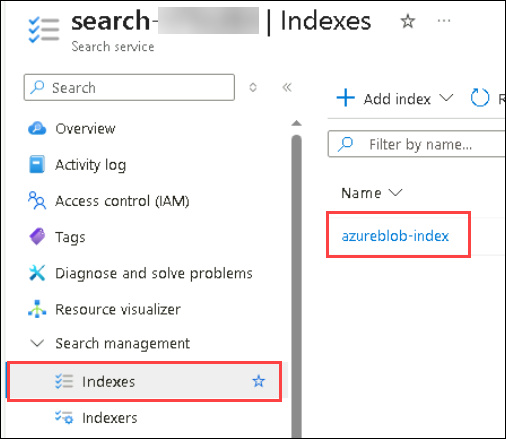 search- | Indexes
Search service
Search
Add index
Filter by name...
Name
azureblob-index
Overview
Activity log
Access control (IAM)
Tags
Diagnose and solve problems
Resource visualizer
Search management
Indexes
Indexers